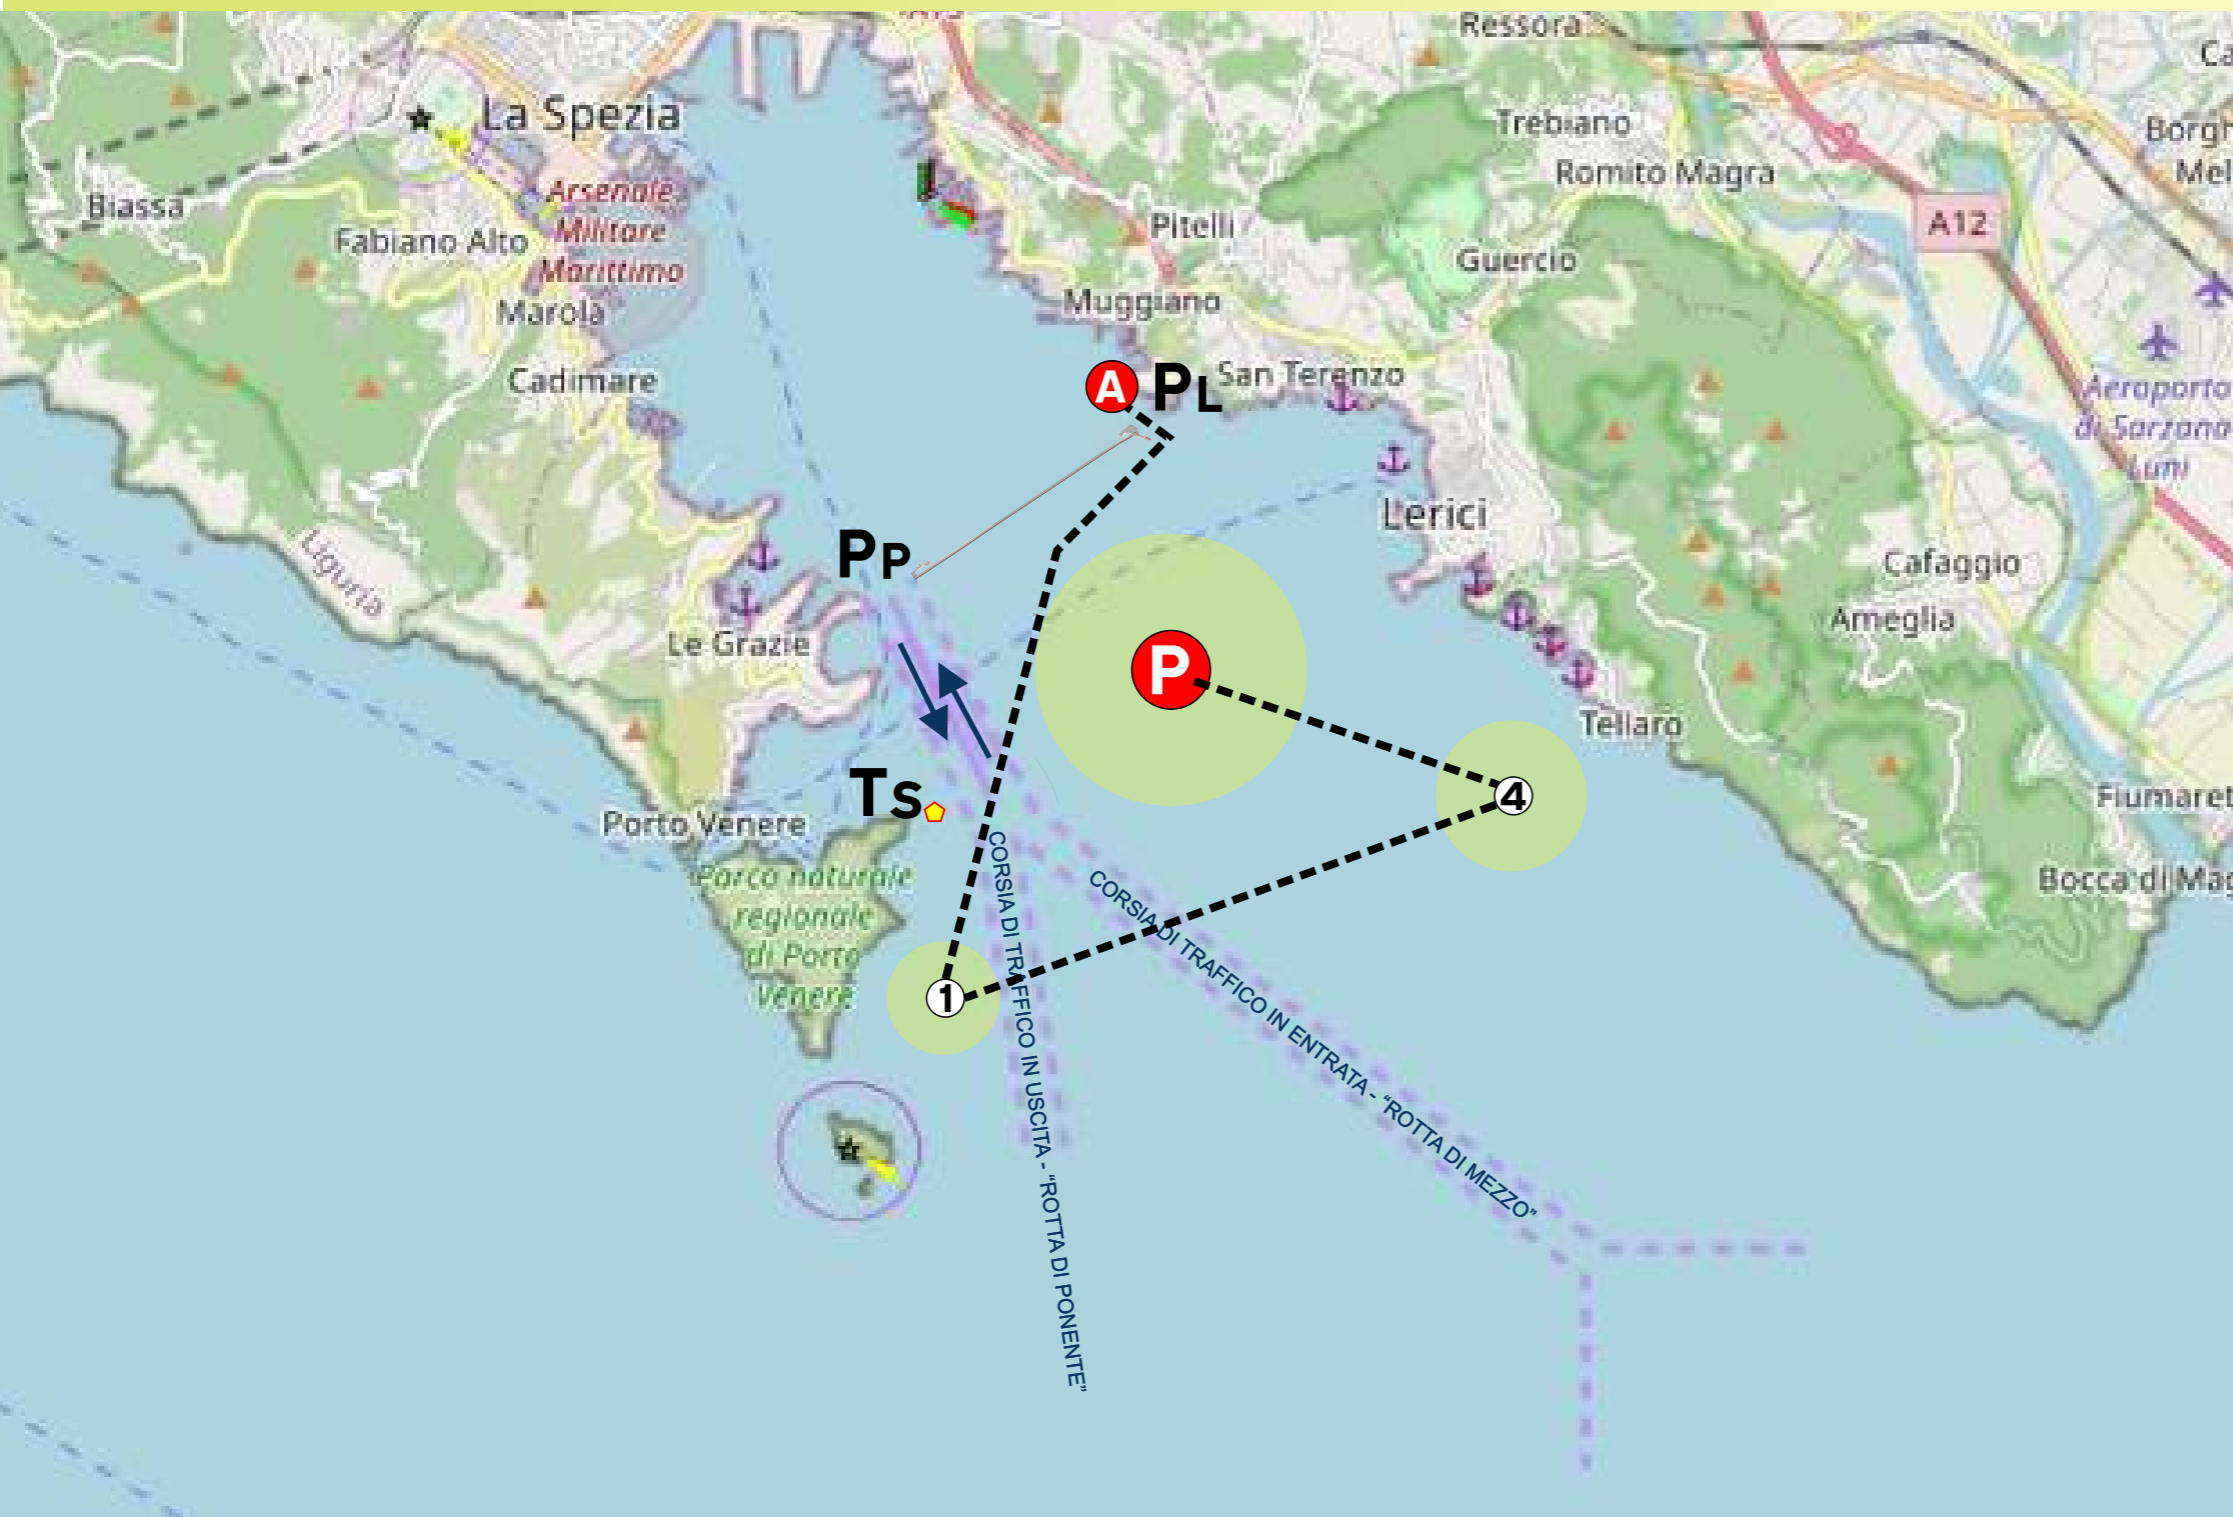 Ressora
La Spezia
Trebiano
Romito Magra
Biassa
Arsenale
Militare
Marittimo
Fabiano Alto
Pitelli
A12
Guercio
Marola
Muggiano
Cadimare
A
PL
San Terenzo
Aeroporto
di Sarzana-
Luni
Lerici
PP
Liguria
Cafaggio
Ameglia
Le Grazie
P
Tellaro
TS
4
Porto Venere
Parco naturale
regionale
di Porto
Venere
1
CORSIA DI TRAFFICO IN USCITA - “ROTTA DI PONENTE”
CORSIA DI TRAFFICO IN ENTRATA - “ROTTA DI MEZZO”
Fiumaret
Bocca di Mag
Borgh
Mel
Ca